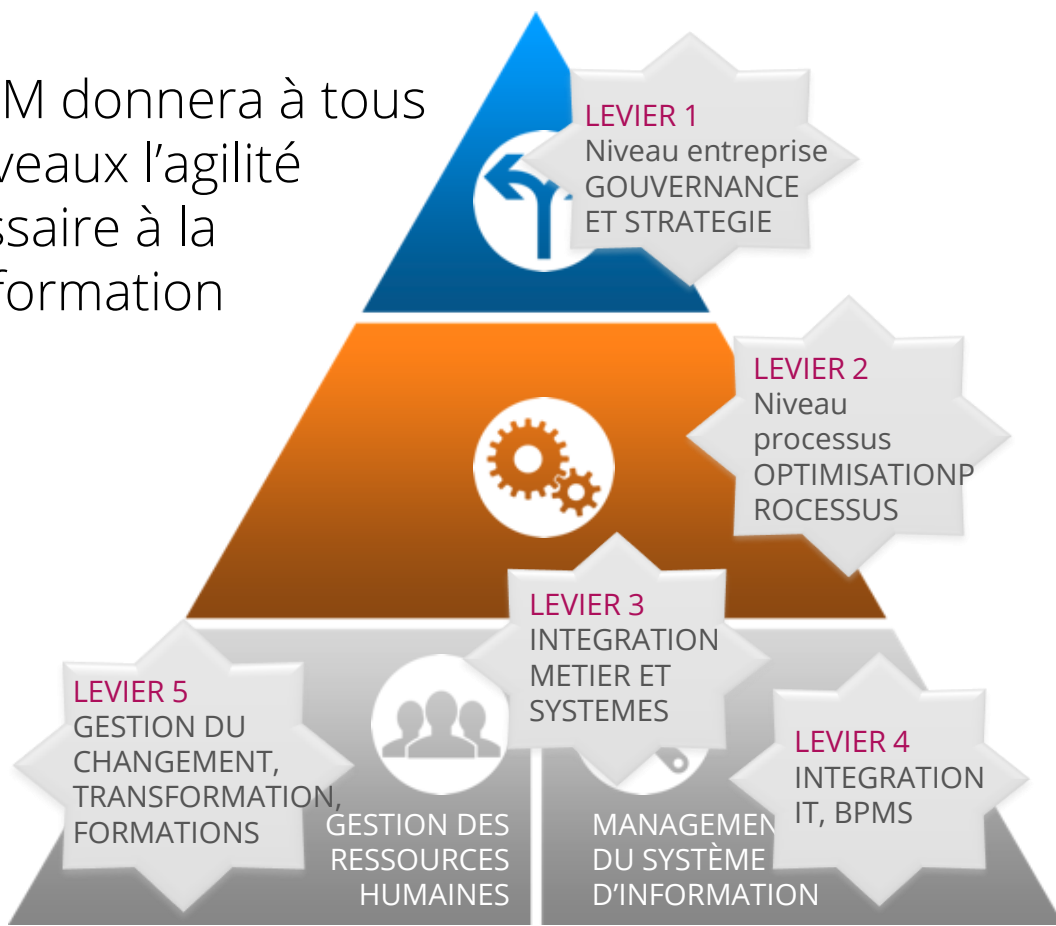 M donnera à tous
veaux l’agilité
ssaire à la
formation
LEVIER 1
Niveau entreprise
GOUVERNANCE
ET STRATEGIE
LEVIER 2
Niveau
processus
OPTIMISATIONP
ROCESSUS
LEVIER 3
INTEGRATION
METIER ET
SYSTEMES
LEVIER 5
GESTION DU
CHANGEMENT,
TRANSFORMATION,
FORMATIONS
LEVIER 4
INTEGRATION
IT, BPMS
GESTION DES
RESSOURCES
HUMAINES
MANAGEMEN
DU SYSTÈME
D’INFORMATION